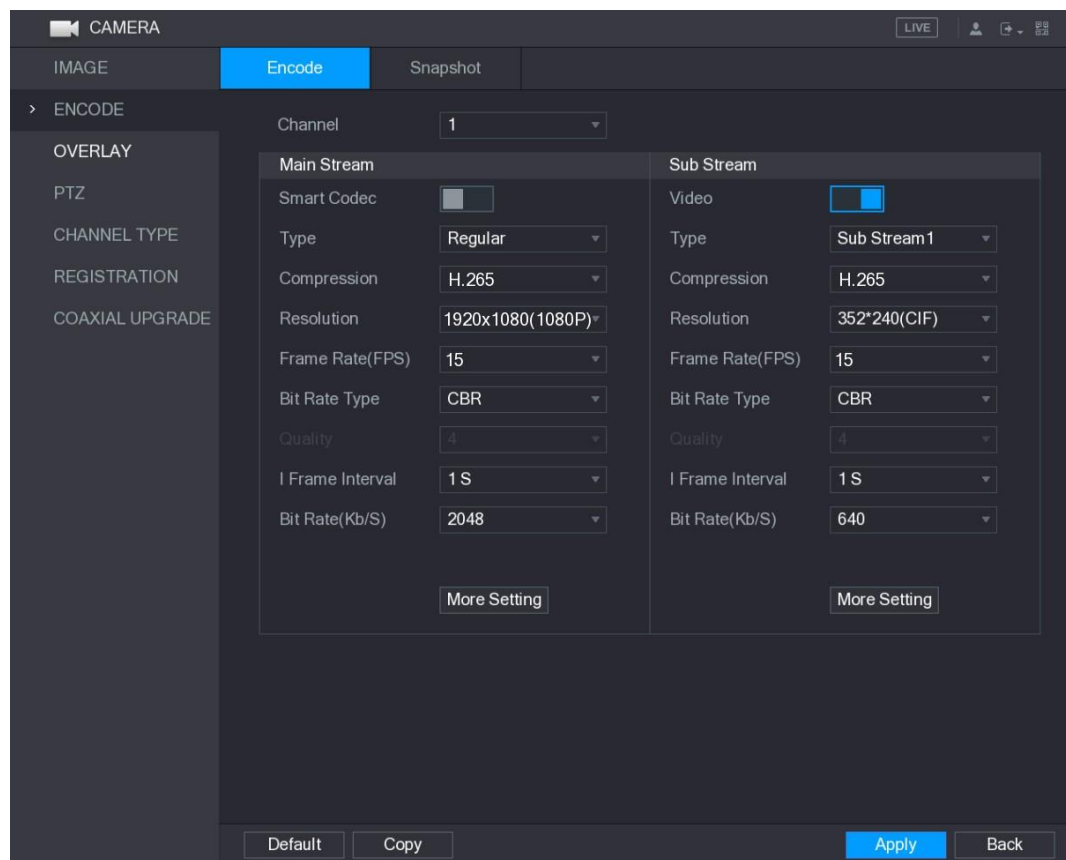 CAMERA LIVE
IMAGE
ENCODE
OVERLAY
PTZ
CHANNEL TYPE
REGISTRATION
COAXIAL UPGRADE
Encode Snapshot
Channel 1
Main Stream Sub Stream
Smart Codec Video
Type Regular Type Sub Stream1
Compression H.265 Compression H.265
Resolution 1920x1080(1080P) Resolution 352*240(CIF)
Frame Rate(FPS) 15 Frame Rate(FPS) 15
Bit Rate Type CBR Bit Rate Type CBR
Quality 4 Quality 4
I Frame Interval 1 S I Frame Interval 1 S
Bit Rate(Kb/S) 2048 Bit Rate(Kb/S) 640
More Setting More Setting
Default Copy Apply Back